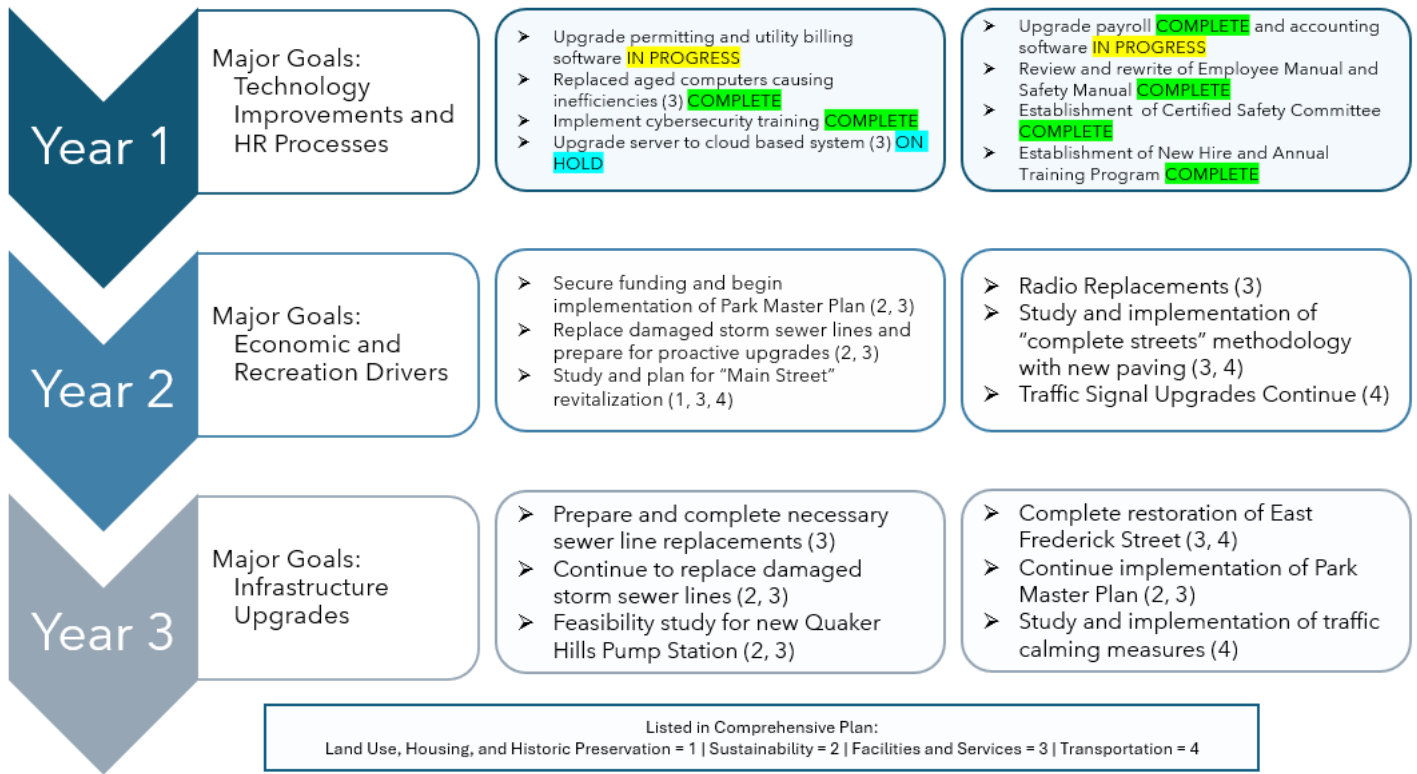 Year 1
Major Goals:
Technology
Improvements and
HR Processes
➢ Upgrade permitting and utility billing
software IN PROGRESS
➢ Replaced aged computers causing
inefficiencies (3) COMPLETE
➢ Implement cybersecurity training COMPLETE
➢ Upgrade server to cloud based system (3) ON
HOLD
➢ Upgrade payroll COMPLETE and accounting
software IN PROGRESS
➢ Review and rewrite of Employee Manual and
Safety Manual COMPLETE
➢ Establishment of Certified Safety Committee
COMPLETE
➢ Establishment of New Hire and Annual
Training Program COMPLETE
Year 2
Major Goals:
Economic and
Recreation Drivers
➢ Secure funding and begin
implementation of Park Master Plan (2, 3)
➢ Replace damaged storm sewer lines and
prepare for proactive upgrades (2, 3)
➢ Study and plan for “Main Street”
revitalization (1, 3, 4)
➢ Radio Replacements (3)
➢ Study and implementation of
“complete streets” methodology
with new paving (3, 4)
➢ Traffic Signal Upgrades Continue (4)
Year 3
Major Goals:
Infrastructure
Upgrades
➢ Prepare and complete necessary
sewer line replacements (3)
➢ Continue to replace damaged
storm sewer lines (2, 3)
➢ Feasibility study for new Quaker
Hills Pump Station (2, 3)
➢ Complete restoration of East
Frederick Street (3, 4)
➢ Continue implementation of Park
Master Plan (2, 3)
➢ Study and implementation of traffic
calming measures (4)
Listed in Comprehensive Plan:
Land Use, Housing, and Historic Preservation = 1 | Sustainability = 2 | Facilities and Services = 3 | Transportation = 4